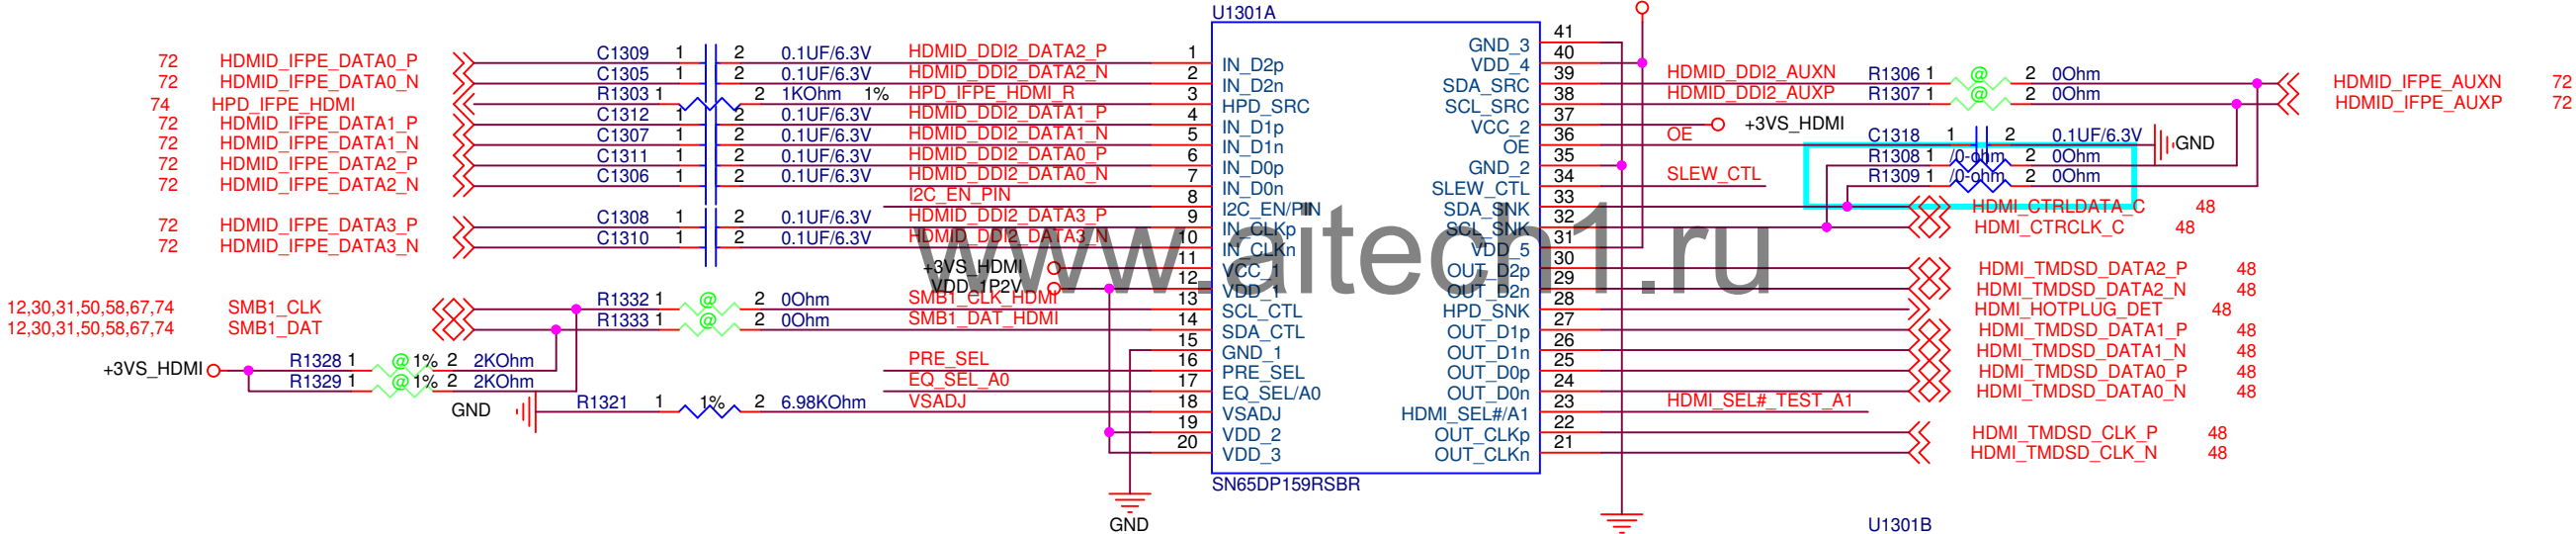 U1301A
41
72 HDMID_IFPE_DATA0_P C1309 1 2 0.1UF/6.3V HDMID_DDI2_DATA2_P 1 IN_D2p GND_3 40
72 HDMID_IFPE_DATA0_N C1305 1 2 0.1UF/6.3V HDMID_DDI2_DATA2_N 2 IN_D2n VDD_4 39 HDMID_DDI2_AUXN R1306 1 @ 2 0Ohm HDMID_IFPE_AUXN 72
74 HPD_IFPE_HDMI R1303 1 2 1KOhm 1% HPD_IFPE_HDMI_R 3 HPD_SRC SDA_SRC 38 HDMID_DDI2_AUXP R1307 1 @ 2 0Ohm HDMID_IFPE_AUXP 72
72 HDMID_IFPE_DATA1_P C1312 1 2 0.1UF/6.3V HDMID_DDI2_DATA1_P 4 IN_D1p SCL_SRC 37 +3VS_HDMI
72 HDMID_IFPE_DATA1_N C1307 1 2 0.1UF/6.3V HDMID_DDI2_DATA1_N 5 IN_D1n VCC_2 36 OE C1318 1 2 0.1UF/6.3V GND
72 HDMID_IFPE_DATA2_P C1311 1 2 0.1UF/6.3V HDMID_DDI2_DATA0_P 6 IN_D0p OE 35 R1308 1 /0-ohm 2 0Ohm
72 HDMID_IFPE_DATA2_N C1306 1 2 0.1UF/6.3V HDMID_DDI2_DATA0_N 7 IN_D0n GND_2 34 SLEW_CTL R1309 1 /0-ohm 2 0Ohm
I2C_EN_PIN 8 I2C_EN/PIN SLEW_CTL 33 HDMI_CTRLDATA_C 48
72 HDMID_IFPE_DATA3_P C1308 1 2 0.1UF/6.3V HDMID_DDI2_DATA3_P 9 IN_CLKp SDA_SNK 32 HDMI_CTRCLK_C 48
72 HDMID_IFPE_DATA3_N C1310 1 2 0.1UF/6.3V HDMID_DDI2_DATA3_N 10 IN_CLKn SCL_SNK 31
www.aitech1.ru
+3VS_HDMI 11 VCC_1 VDD_5 30 HDMI_TMDSD_DATA2_P 48
VDD_1P2V 12 VDD_1 OUT_D2p 29 HDMI_TMDSD_DATA2_N 48
12,30,31,50,58,67,74 SMB1_CLK R1332 1 @ 2 0Ohm SMB1_CLK_HDMI 13 SCL_CTL OUT_D2n 28 HDMI_HOTPLUG_DET 48
12,30,31,50,58,67,74 SMB1_DAT R1333 1 @ 2 0Ohm SMB1_DAT_HDMI 14 SDA_CTL HPD_SNK 27 HDMI_TMDSD_DATA1_P 48
15 GND_1 OUT_D1p 26 HDMI_TMDSD_DATA1_N 48
+3VS_HDMI R1328 1 @ 1% 2 2KOhm PRE_SEL 16 PRE_SEL OUT_D1n 25 HDMI_TMDSD_DATA0_P 48
R1329 1 @ 1% 2 2KOhm EQ_SEL_A0 17 EQ_SEL/A0 OUT_D0p 24 HDMI_TMDSD_DATA0_N 48
GND R1321 1 1% 2 6.98KOhm VSADJ 18 VSADJ OUT_D0n 23 HDMI_SEL#_TEST_A1
19 VDD_2 HDMI_SEL#/A1 22 HDMI_TMDSD_CLK_P 48
20 VDD_3 OUT_CLKp 21 HDMI_TMDSD_CLK_N 48
OUT_CLKn
SN65DP159RSBR
GND
U1301B